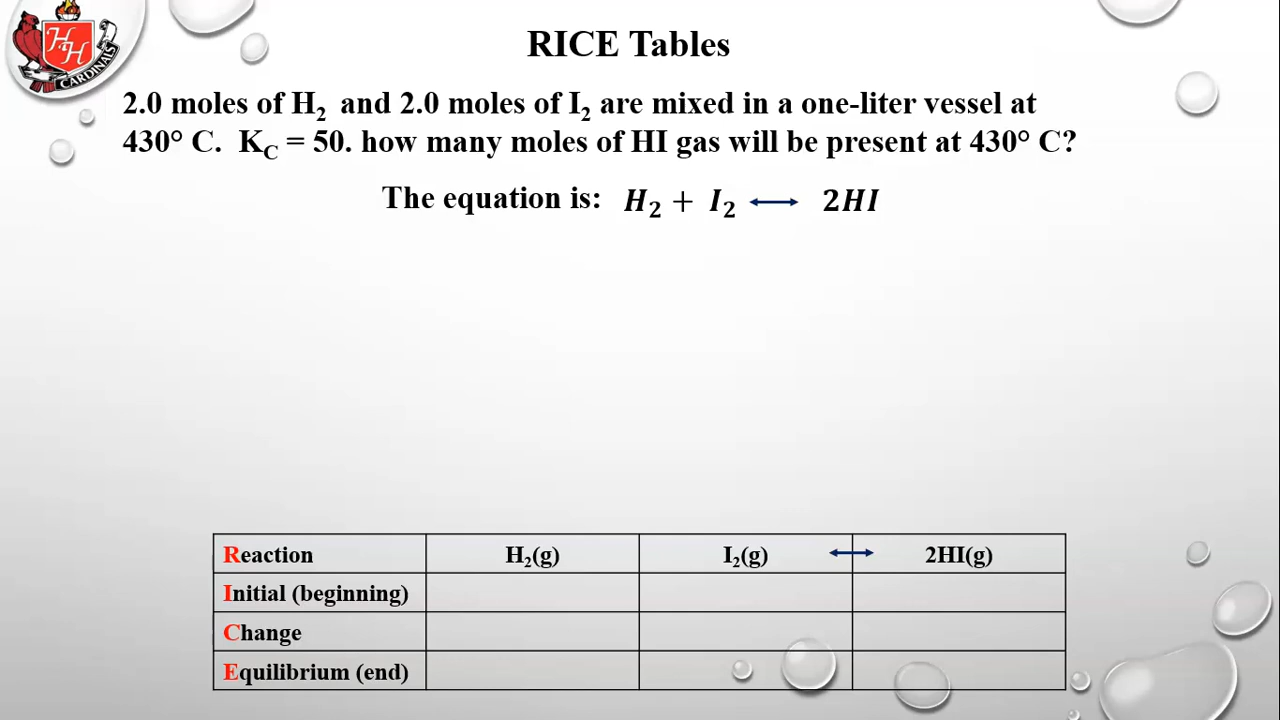 H H
CARDINALS
RICE Tables
2.0 moles of H₂ and 2.0 moles of I₂ are mixed in a one-liter vessel at
430° C. K_C = 50. how many moles of HI gas will be present at 430° C?
The equation is: H₂ + I₂ ⟷ 2HI
Reaction H₂(g) I₂(g) ⟷ 2HI(g)
Initial (beginning)
Change
Equilibrium (end)